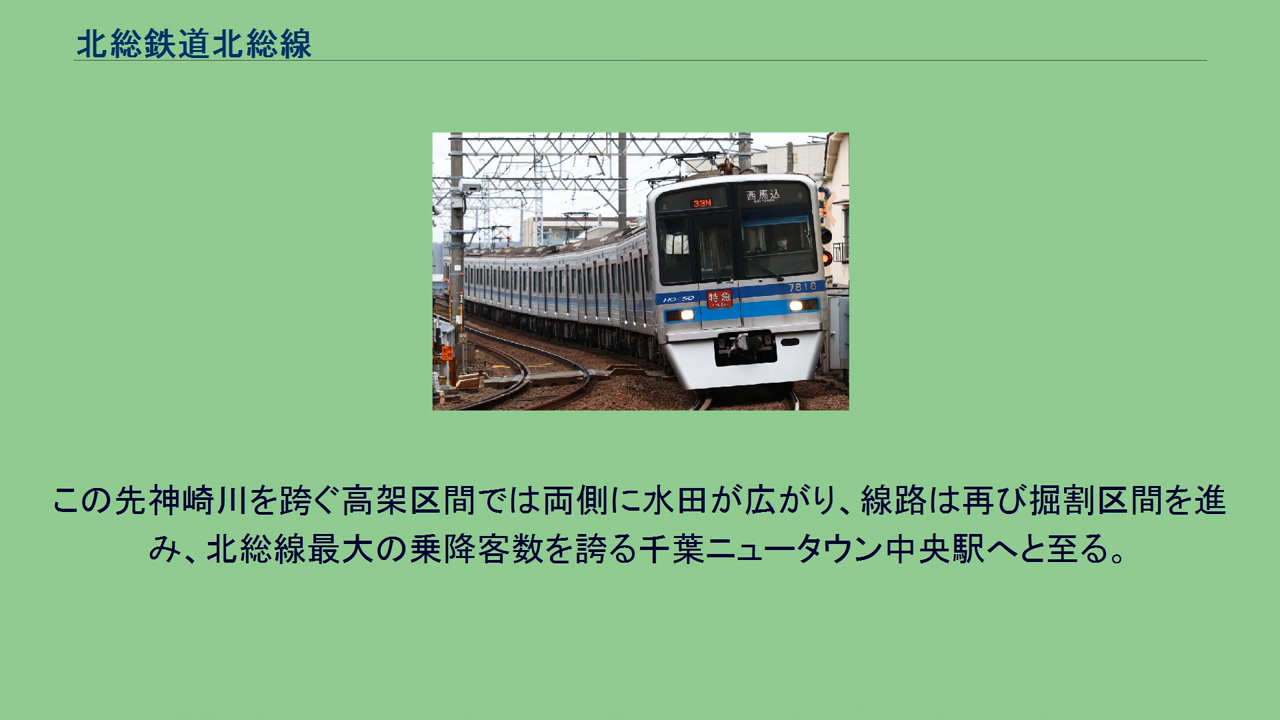 北総鉄道北総線
33N
西馬込
7818
特急
この先神崎川を跨ぐ高架区間では両側に水田が広がり、線路は再び掘割区間を進
み、北総線最大の乗降客数を誇る千葉ニュータウン中央駅へと至る。